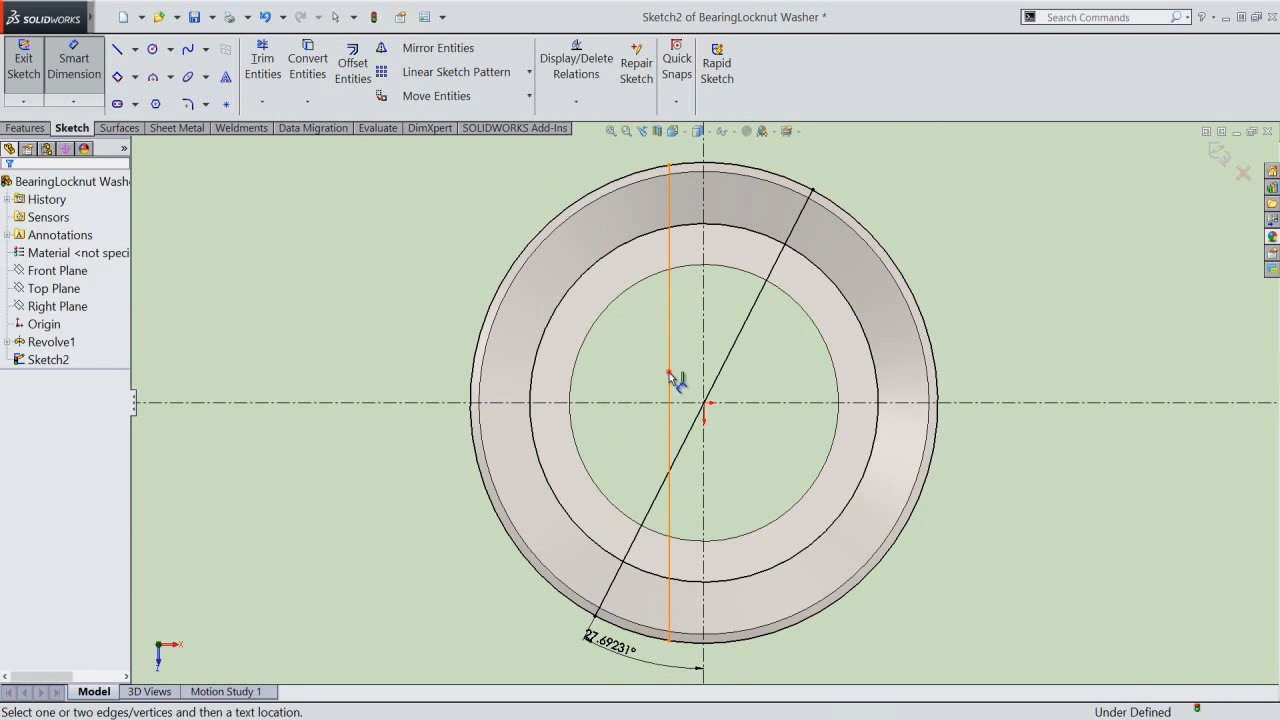 SOLIDWORKS
Sketch2 of BearingLocknut Washer *
Search Commands
Exit Sketch
Smart Dimension
Trim Entities
Convert Entities
Offset Entities
Mirror Entities
Linear Sketch Pattern
Move Entities
Display/Delete Relations
Repair Sketch
Quick Snaps
Rapid Sketch
Features
Sketch
Surfaces
Sheet Metal
Weldments
Data Migration
Evaluate
DimXpert
SOLIDWORKS Add-Ins
BearingLocknut Washe
History
Sensors
Annotations
Material <not speci
Front Plane
Top Plane
Right Plane
Origin
Revolve1
Sketch2
27.69231°
X
Z
Model
3D Views
Motion Study 1
Select one or two edges/vertices and then a text location.
Under Defined